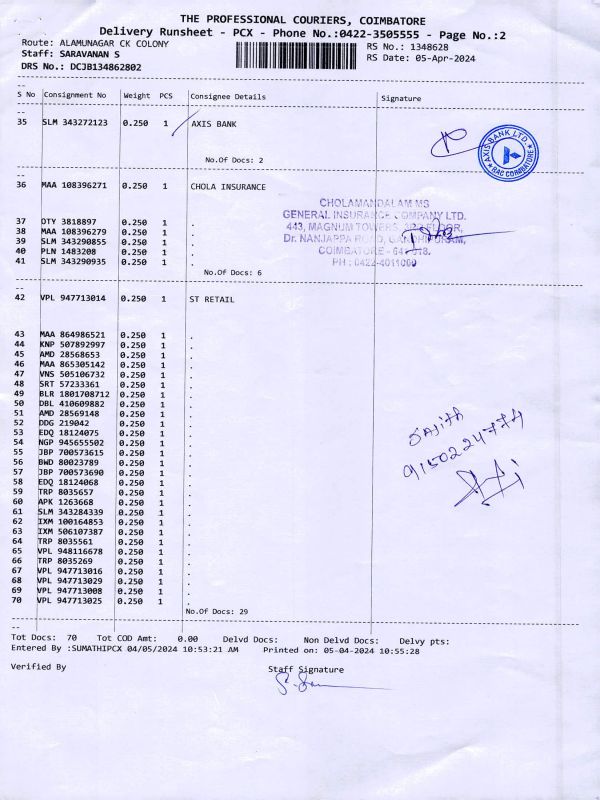 THE PROFESSIONAL COURIERS, COIMBATORE
Delivery Runsheet - PCX - Phone No.:0422-3505555 - Page No.:2
Route: ALAMUNAGAR CK COLONY
RS No.: 1348628
Staff: SARAVANAN S
RS Date: 05-Apr-2024
DRS No.: DCJB134862802
S No Consignment No Weight PCS Consignee Details Signature
35 SLM 343272123 0.250 1 AXIS BANK
No.Of Docs: 2
AXIS BANK LTD.
RAC COIMBATORE
36 MAA 108396271 0.250 1 CHOLA INSURANCE
CHOLAMANDALAM MS
GENERAL INSURANCE COMPANY LTD.
37 DTY 3818897 0.250 1 .
443, MAGNUM TOWERS, FLOOR,
38 MAA 108396279 0.250 1 .
Dr. NANJAPPA ROAD, GANDHIPURAM,
39 SLM 343290855 0.250 1 .
40 PLN 1483208 0.250 1 .
COIMBATORE - 641018.
41 SLM 343290935 0.250 1 .
PH : 0422-4011000
No.Of Docs: 6
42 VPL 947713014 0.250 1 ST RETAIL
43 MAA 864986521 0.250 1 .
44 KNP 507892997 0.250 1 .
45 AMD 28568653 0.250 1 .
46 MAA 865305142 0.250 1 .
47 VNS 505106732 0.250 1 .
48 SRT 57233361 0.250 1 .
49 BLR 1801708712 0.250 1 .
50 DBL 410609882 0.250 1 .
51 AMD 28569148 0.250 1 .
52 DDG 219042 0.250 1 .
53 EDQ 18124075 0.250 1 .
54 NGP 945655502 0.250 1 .
55 JBP 700573615 0.250 1 .
56 BWD 80023789 0.250 1 .
57 JBP 700573690 0.250 1 .
58 EDQ 18124068 0.250 1 .
59 TRP 8035657 0.250 1 .
60 APK 1263668 0.250 1 .
61 SLM 343284339 0.250 1 .
62 IXM 100164853 0.250 1 .
63 IXM 506107387 0.250 1 .
64 TRP 8035561 0.250 1 .
65 VPL 948116678 0.250 1 .
66 TRP 8035269 0.250 1 .
67 VPL 947713016 0.250 1 .
68 VPL 947713029 0.250 1 .
69 VPL 947713008 0.250 1 .
70 VPL 947713025 0.250 1 .
Sajith
9150224774
No.Of Docs: 29
Tot Docs: 70 Tot COD Amt: 0.00 Delvd Docs: Non Delvd Docs: Delvy pts:
Entered By :SUMATHIPCX 04/05/2024 10:53:21 AM Printed on: 05-04-2024 10:55:28
Verified By
Staff Signature